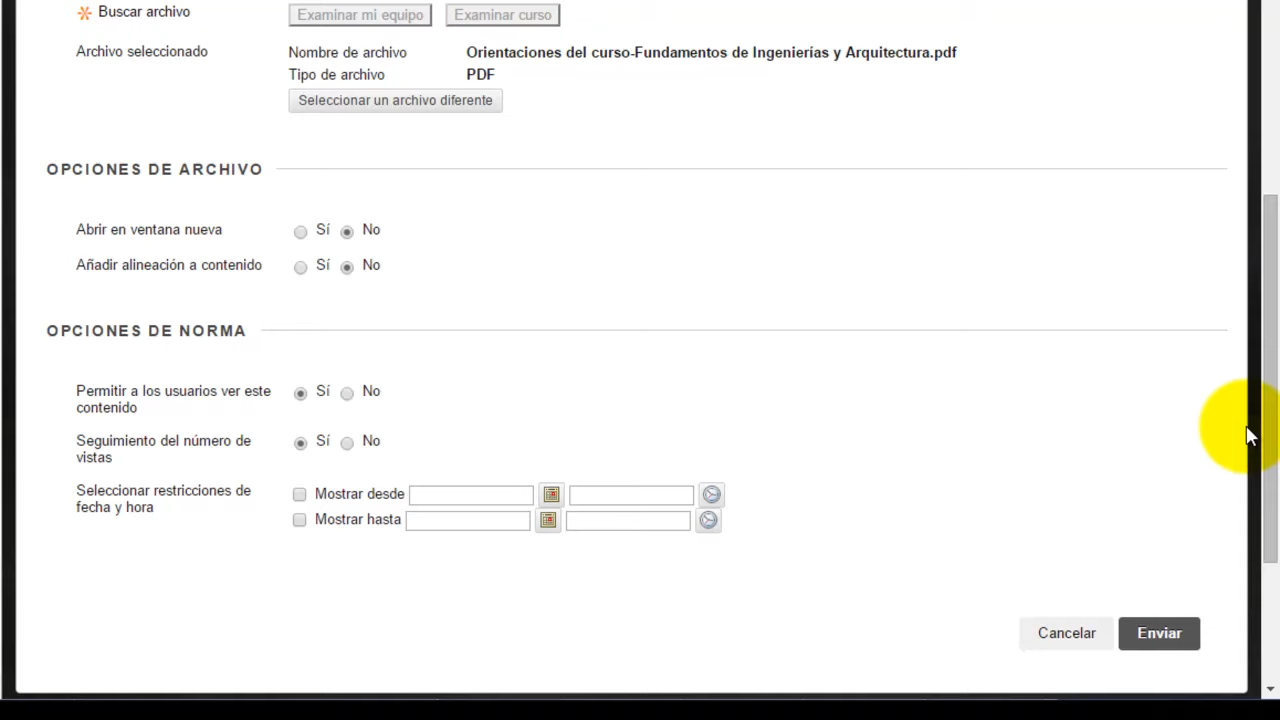 Buscar archivo Examinar mi equipo Examinar curso
Archivo seleccionado Nombre de archivo Orientaciones del curso-Fundamentos de Ingenierías y Arquitectura.pdf
Tipo de archivo PDF
Seleccionar un archivo diferente
OPCIONES DE ARCHIVO
Abrir en ventana nueva Sí No
Añadir alineación a contenido Sí No
OPCIONES DE NORMA
Permitir a los usuarios ver este Sí No
contenido
Seguimiento del número de Sí No
vistas
Seleccionar restricciones de Mostrar desde
fecha y hora
Mostrar hasta
Cancelar Enviar